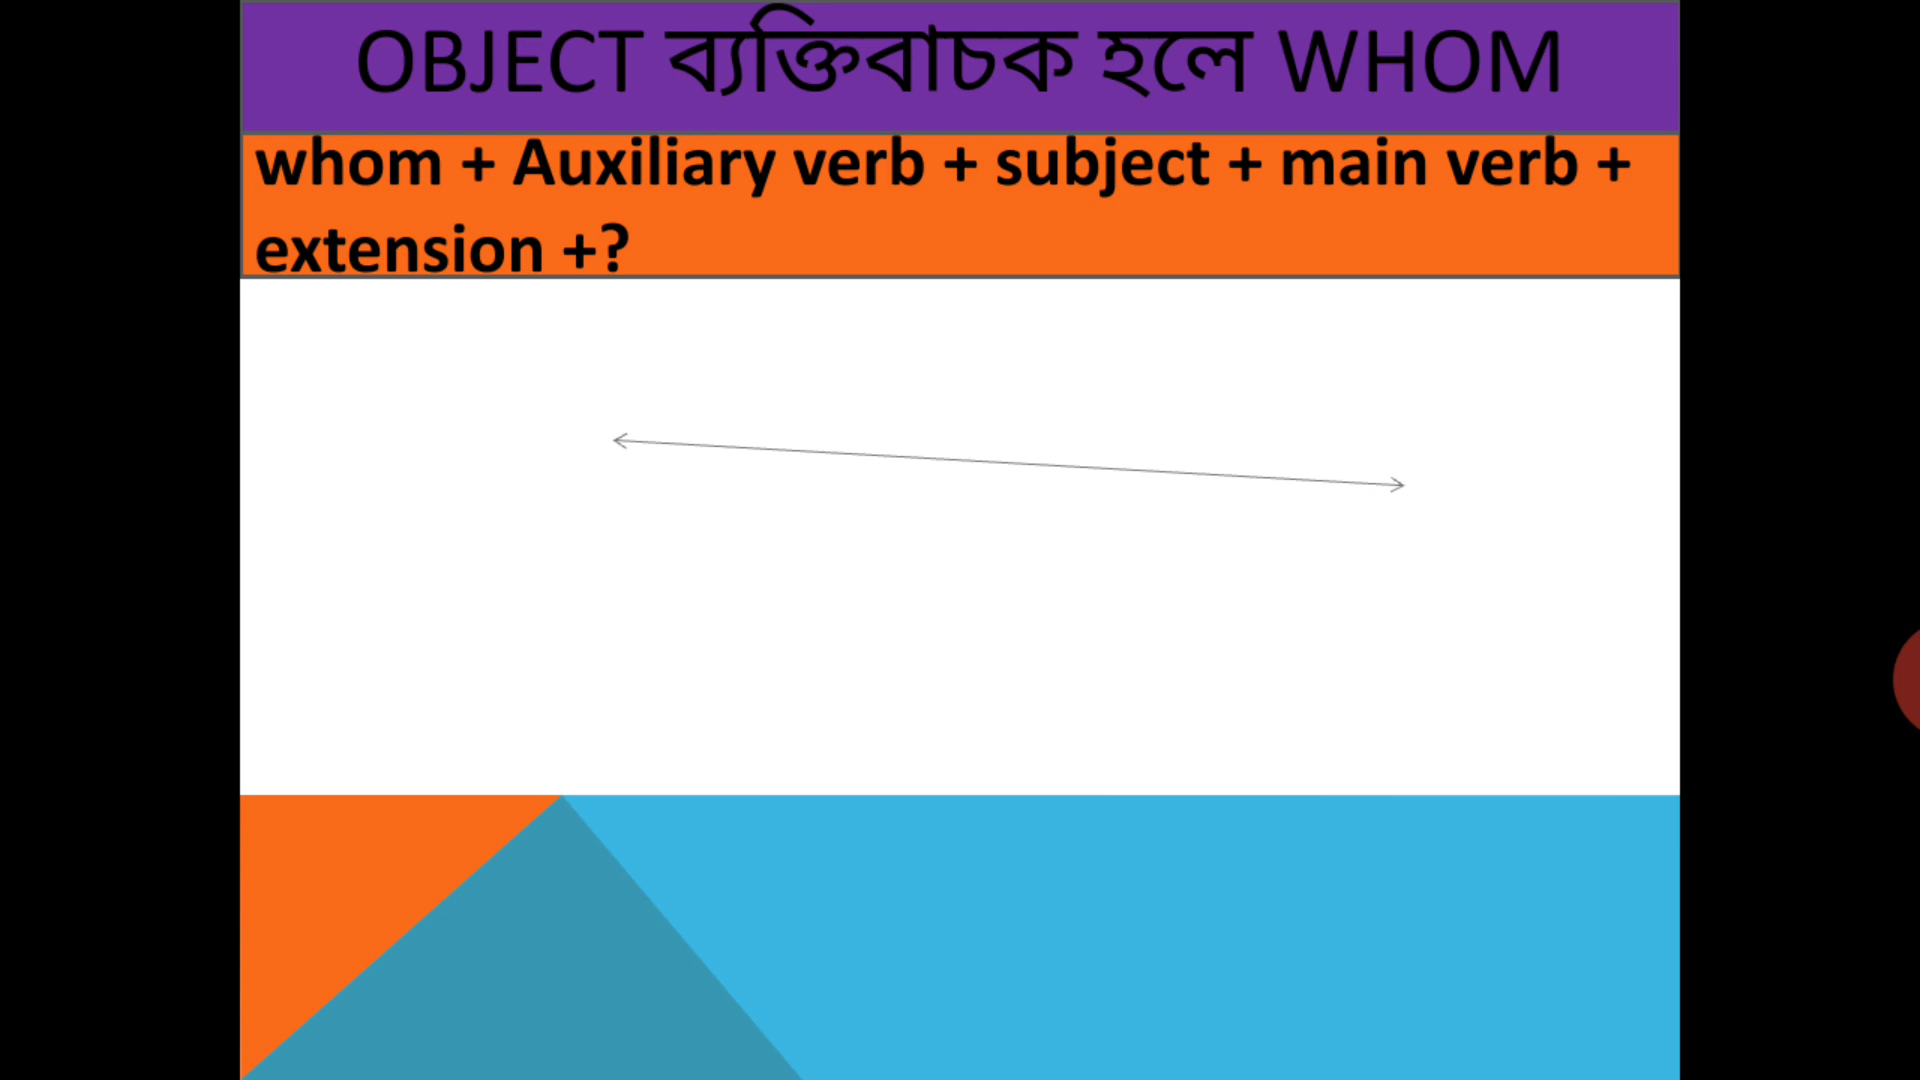 OBJECT ব্যক্তিবাচক হলে WHOM
whom + Auxiliary verb + subject + main verb +
extension +?